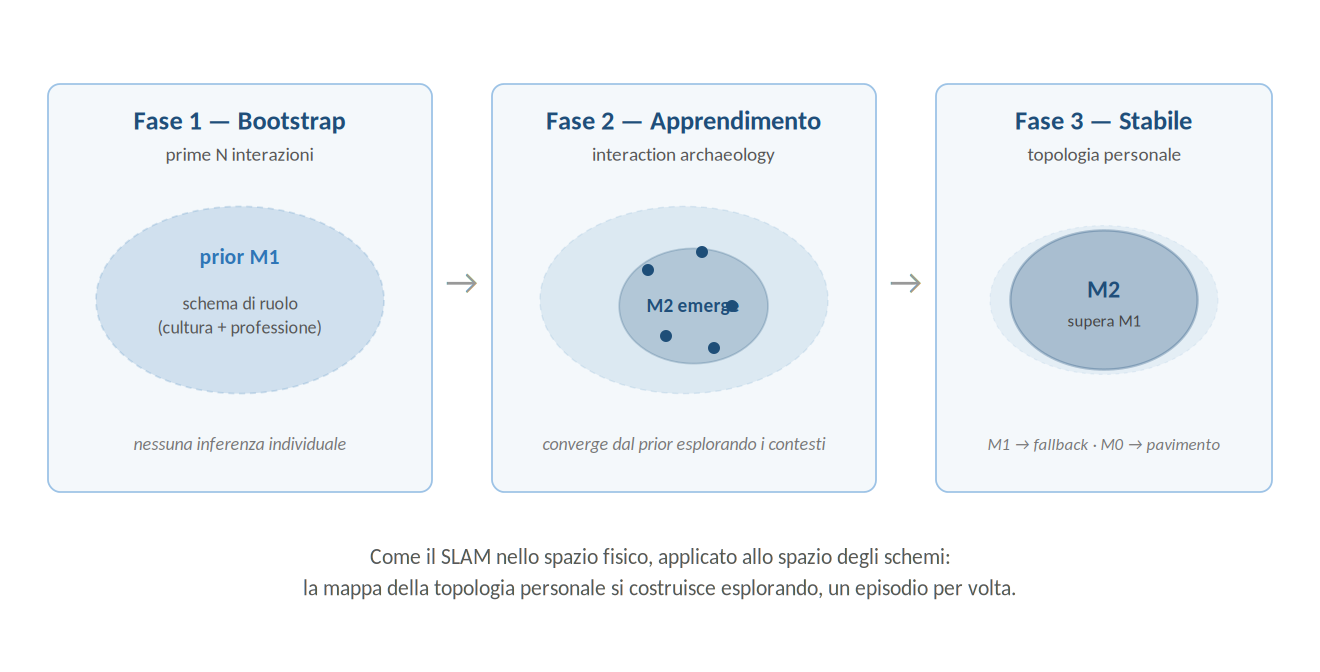 Fase 1 — Bootstrap
prime N interazioni
prior M1
schema di ruolo
(cultura + professione)
nessuna inferenza individuale
→
Fase 2 — Apprendimento
interaction archaeology
M2 emerge
converge dal prior esplorando i contesti
→
Fase 3 — Stabile
topologia personale
M2
supera M1
M1 → fallback · M0 → pavimento
Come il SLAM nello spazio fisico, applicato allo spazio degli schemi:
la mappa della topologia personale si costruisce esplorando, un episodio per volta.